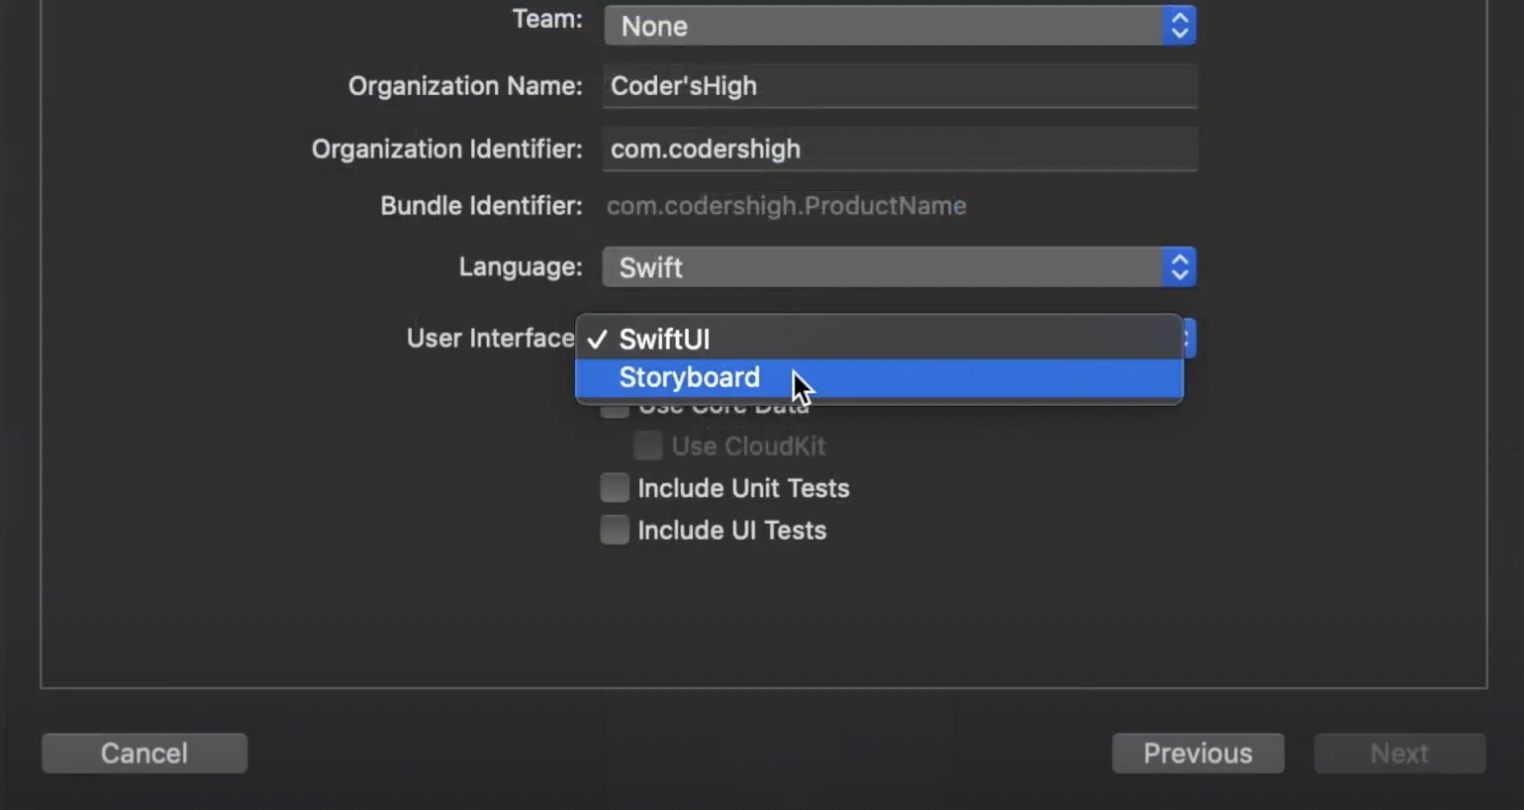 Team: None
Organization Name: Coder'sHigh
Organization Identifier: com.codershigh
Bundle Identifier: com.codershigh.ProductName
Language: Swift
User Interface ✓ SwiftUI
Storyboard
Use Core Data
Use CloudKit
Include Unit Tests
Include UI Tests
Cancel Previous Next